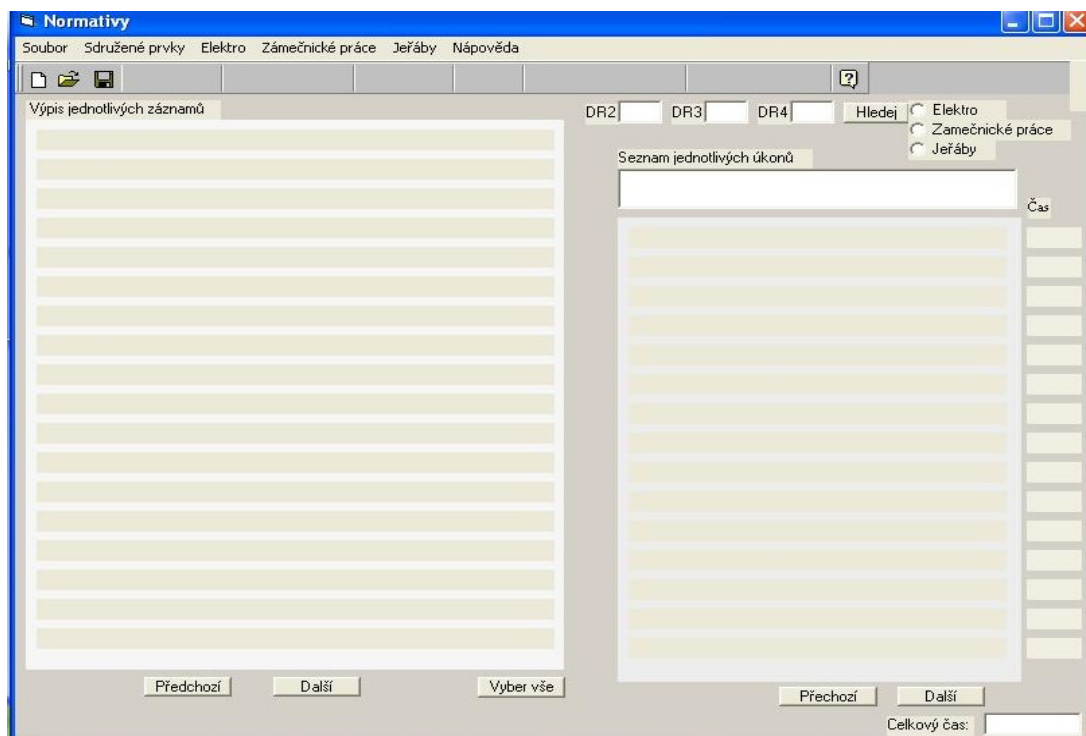 Normativy
Soubor Sdružené prvky Elektro Zámečnické práce Jeřáby Nápověda
Výpis jednotlivých záznamů
DR2 DR3 DR4 Hledej
Elektro
Zamečnické práce
Jeřáby
Seznam jednotlivých úkonů
Čas
Předchozí Další Vyber vše
Přechozí Další
Celkový čas: